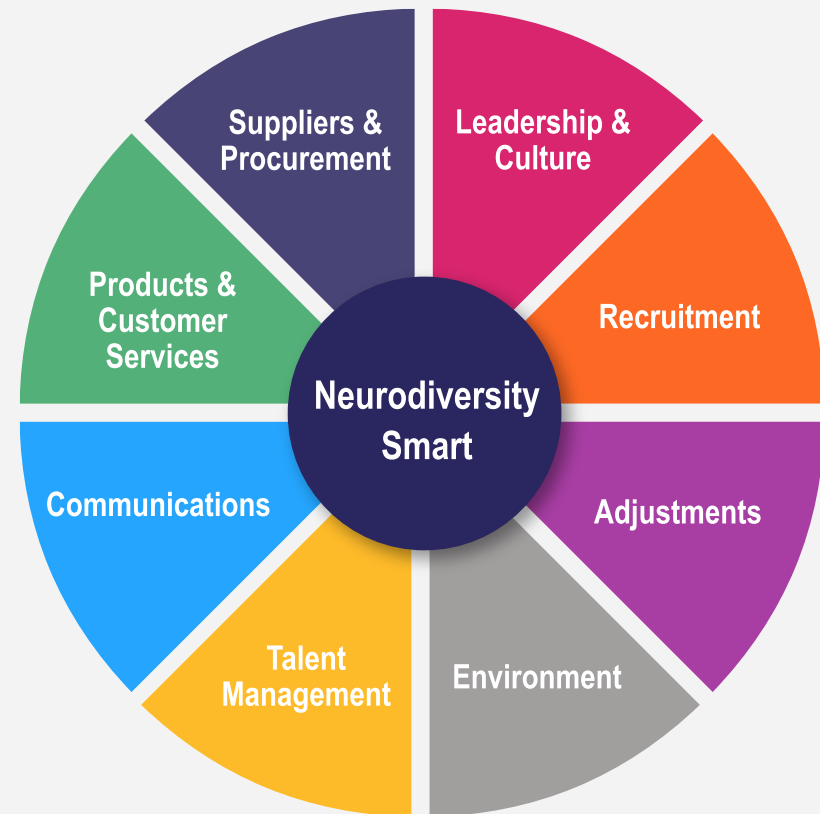 Neurodiversity
Smart
Leadership &
Culture
Recruitment
Adjustments
Environment
Talent
Management
Communications
Products &
Customer
Services
Suppliers &
Procurement